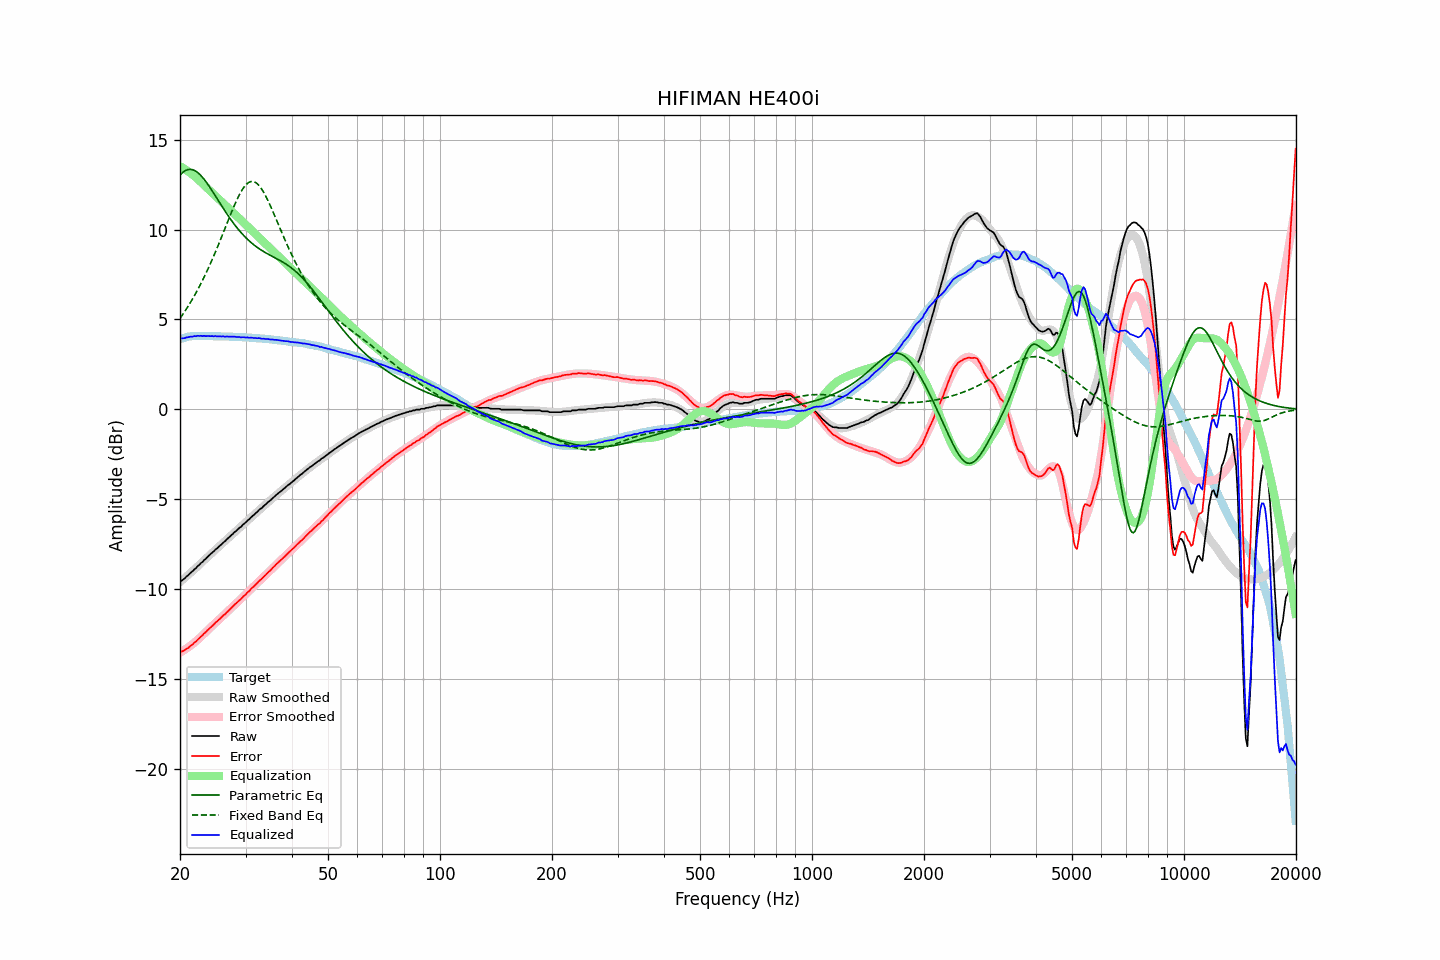 HIFIMAN HE400i
15
10
5
0
−5
−10
−15
−20
Amplitude (dBr)
Target
Raw Smoothed
Error Smoothed
Raw
Error
Equalization
Parametric Eq
Fixed Band Eq
Equalized
20 50 100 200 500 1000 2000 5000 10000 20000
Frequency (Hz)